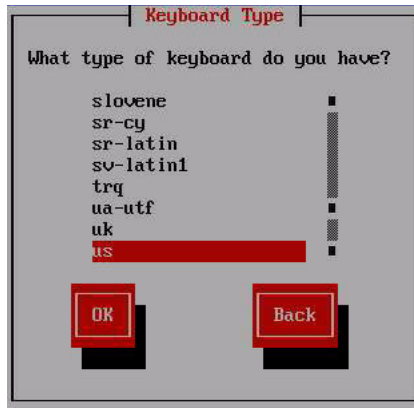 Keyboard Type
What type of keyboard do you have?
slovene
sr-cy
sr-latin
sv-latin1
trq
ua-utf
uk
us
OK
Back